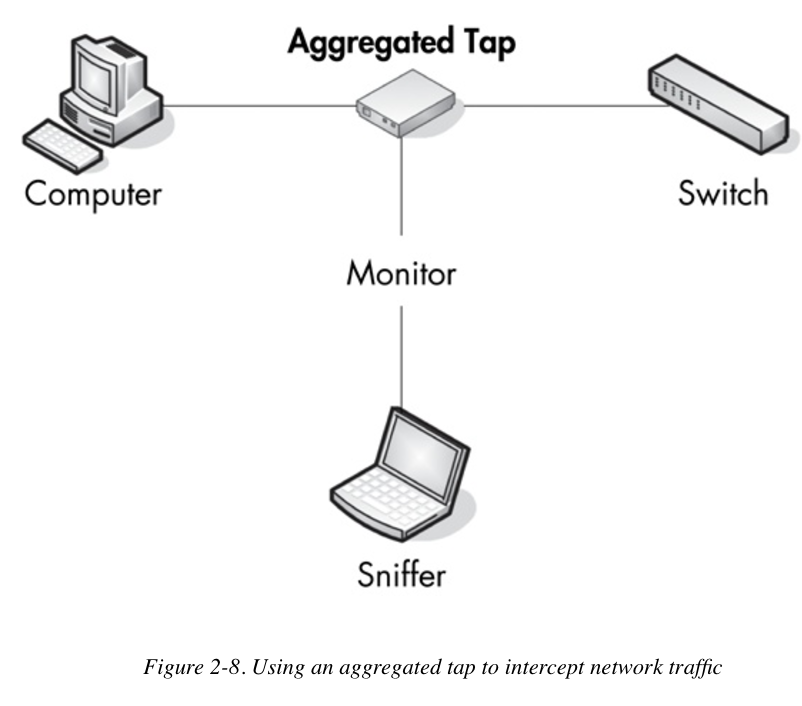 Aggregated Tap
Computer
Switch
Monitor
Sniffer
Figure 2-8. Using an aggregated tap to intercept network traffic